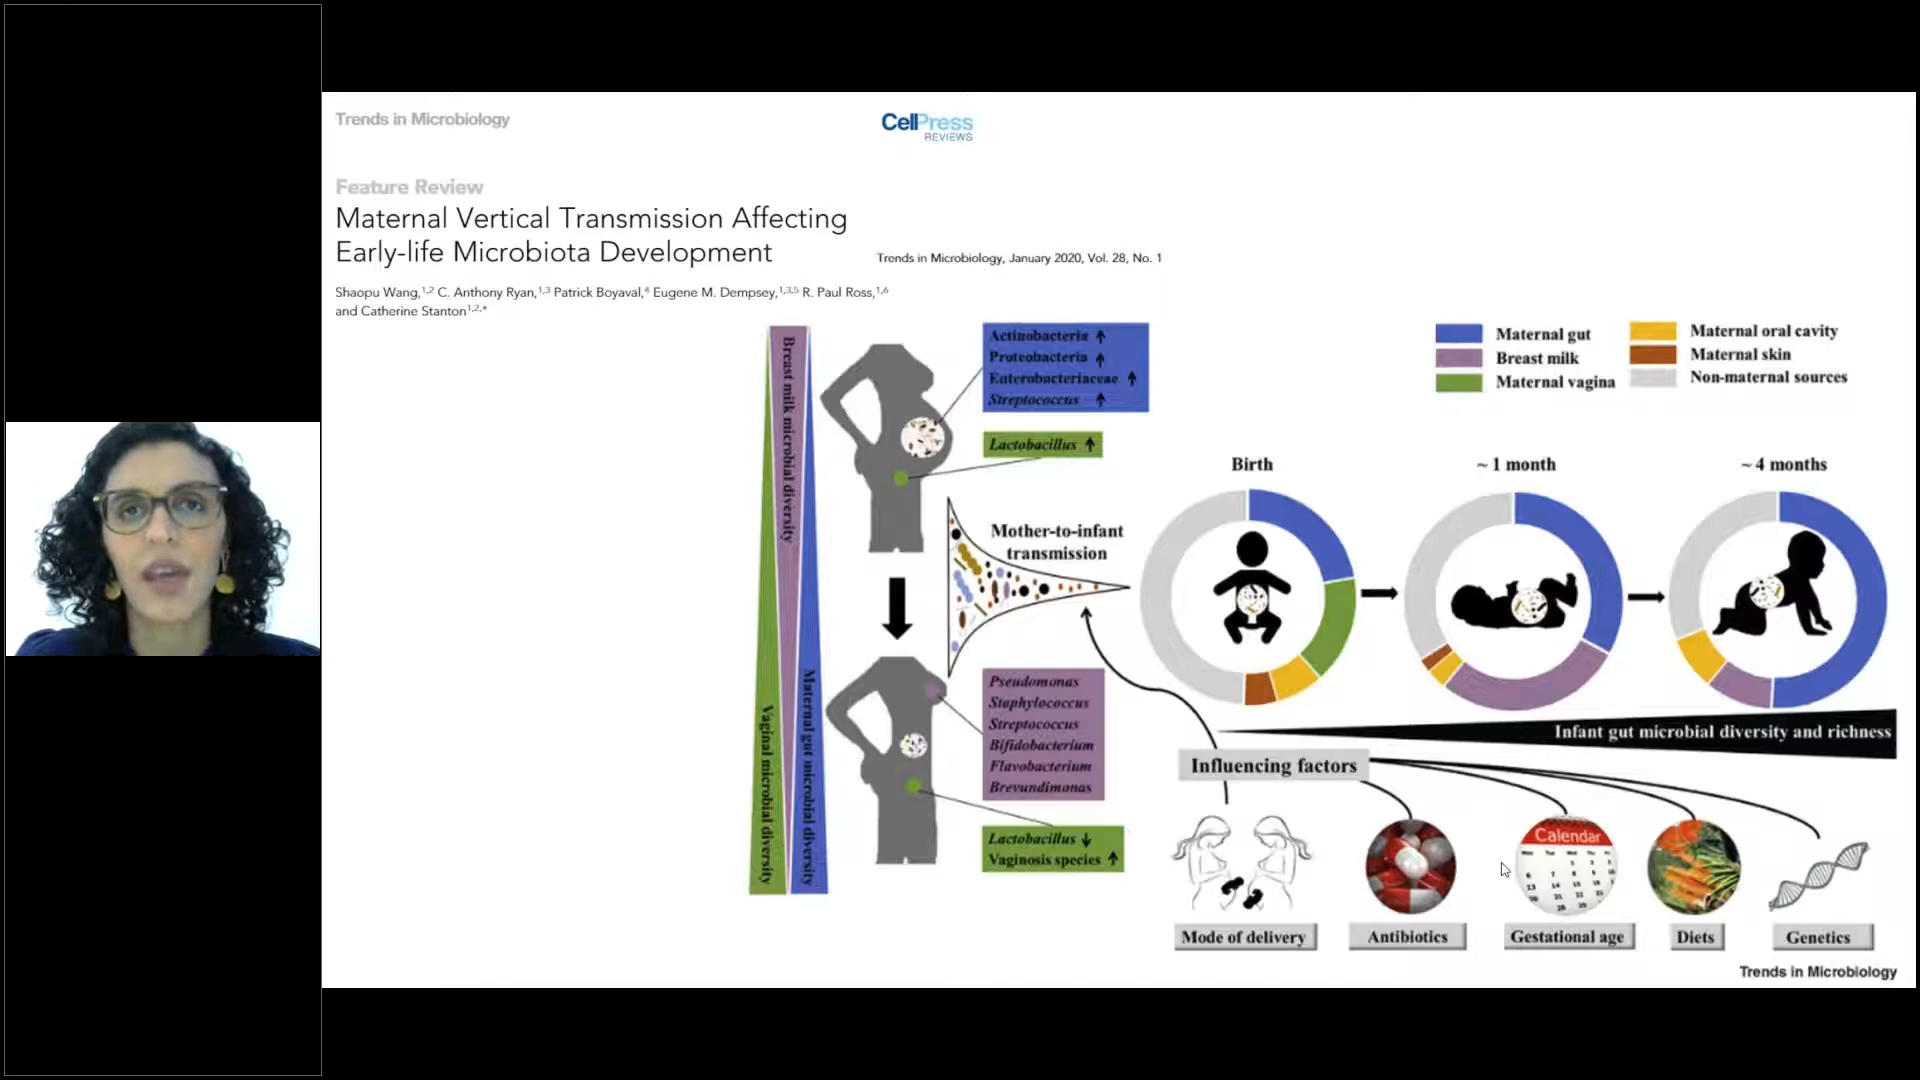 Trends in Microbiology
CellPress
REVIEWS
Feature Review
Maternal Vertical Transmission Affecting
Early-life Microbiota Development
Trends in Microbiology, January 2020, Vol. 28, No. 1
Shaopu Wang,1,2 C. Anthony Ryan,1,3 Patrick Boyaval,4 Eugene M. Dempsey,1,3,5 R. Paul Ross,1,6
and Catherine Stanton1,2,*
Breast milk microbial diversity
Vaginal microbial diversity
Maternal gut microbial diversity
Actinobacteria ↑
Proteobacteria ↑
Enterobacteriaceae ↑
Streptococcus ↑
Lactobacillus ↑
Mother-to-infant
transmission
Pseudomonas
Staphylococcus
Streptococcus
Bifidobacterium
Flavobacterium
Brevundimonas
Lactobacillus ↓
Vaginosis species ↑
Maternal gut
Breast milk
Maternal vagina
Maternal oral cavity
Maternal skin
Non-maternal sources
Birth
~ 1 month
~ 4 months
Infant gut microbial diversity and richness
Influencing factors
Calendar
Mode of delivery
Antibiotics
Gestational age
Diets
Genetics
Trends in Microbiology